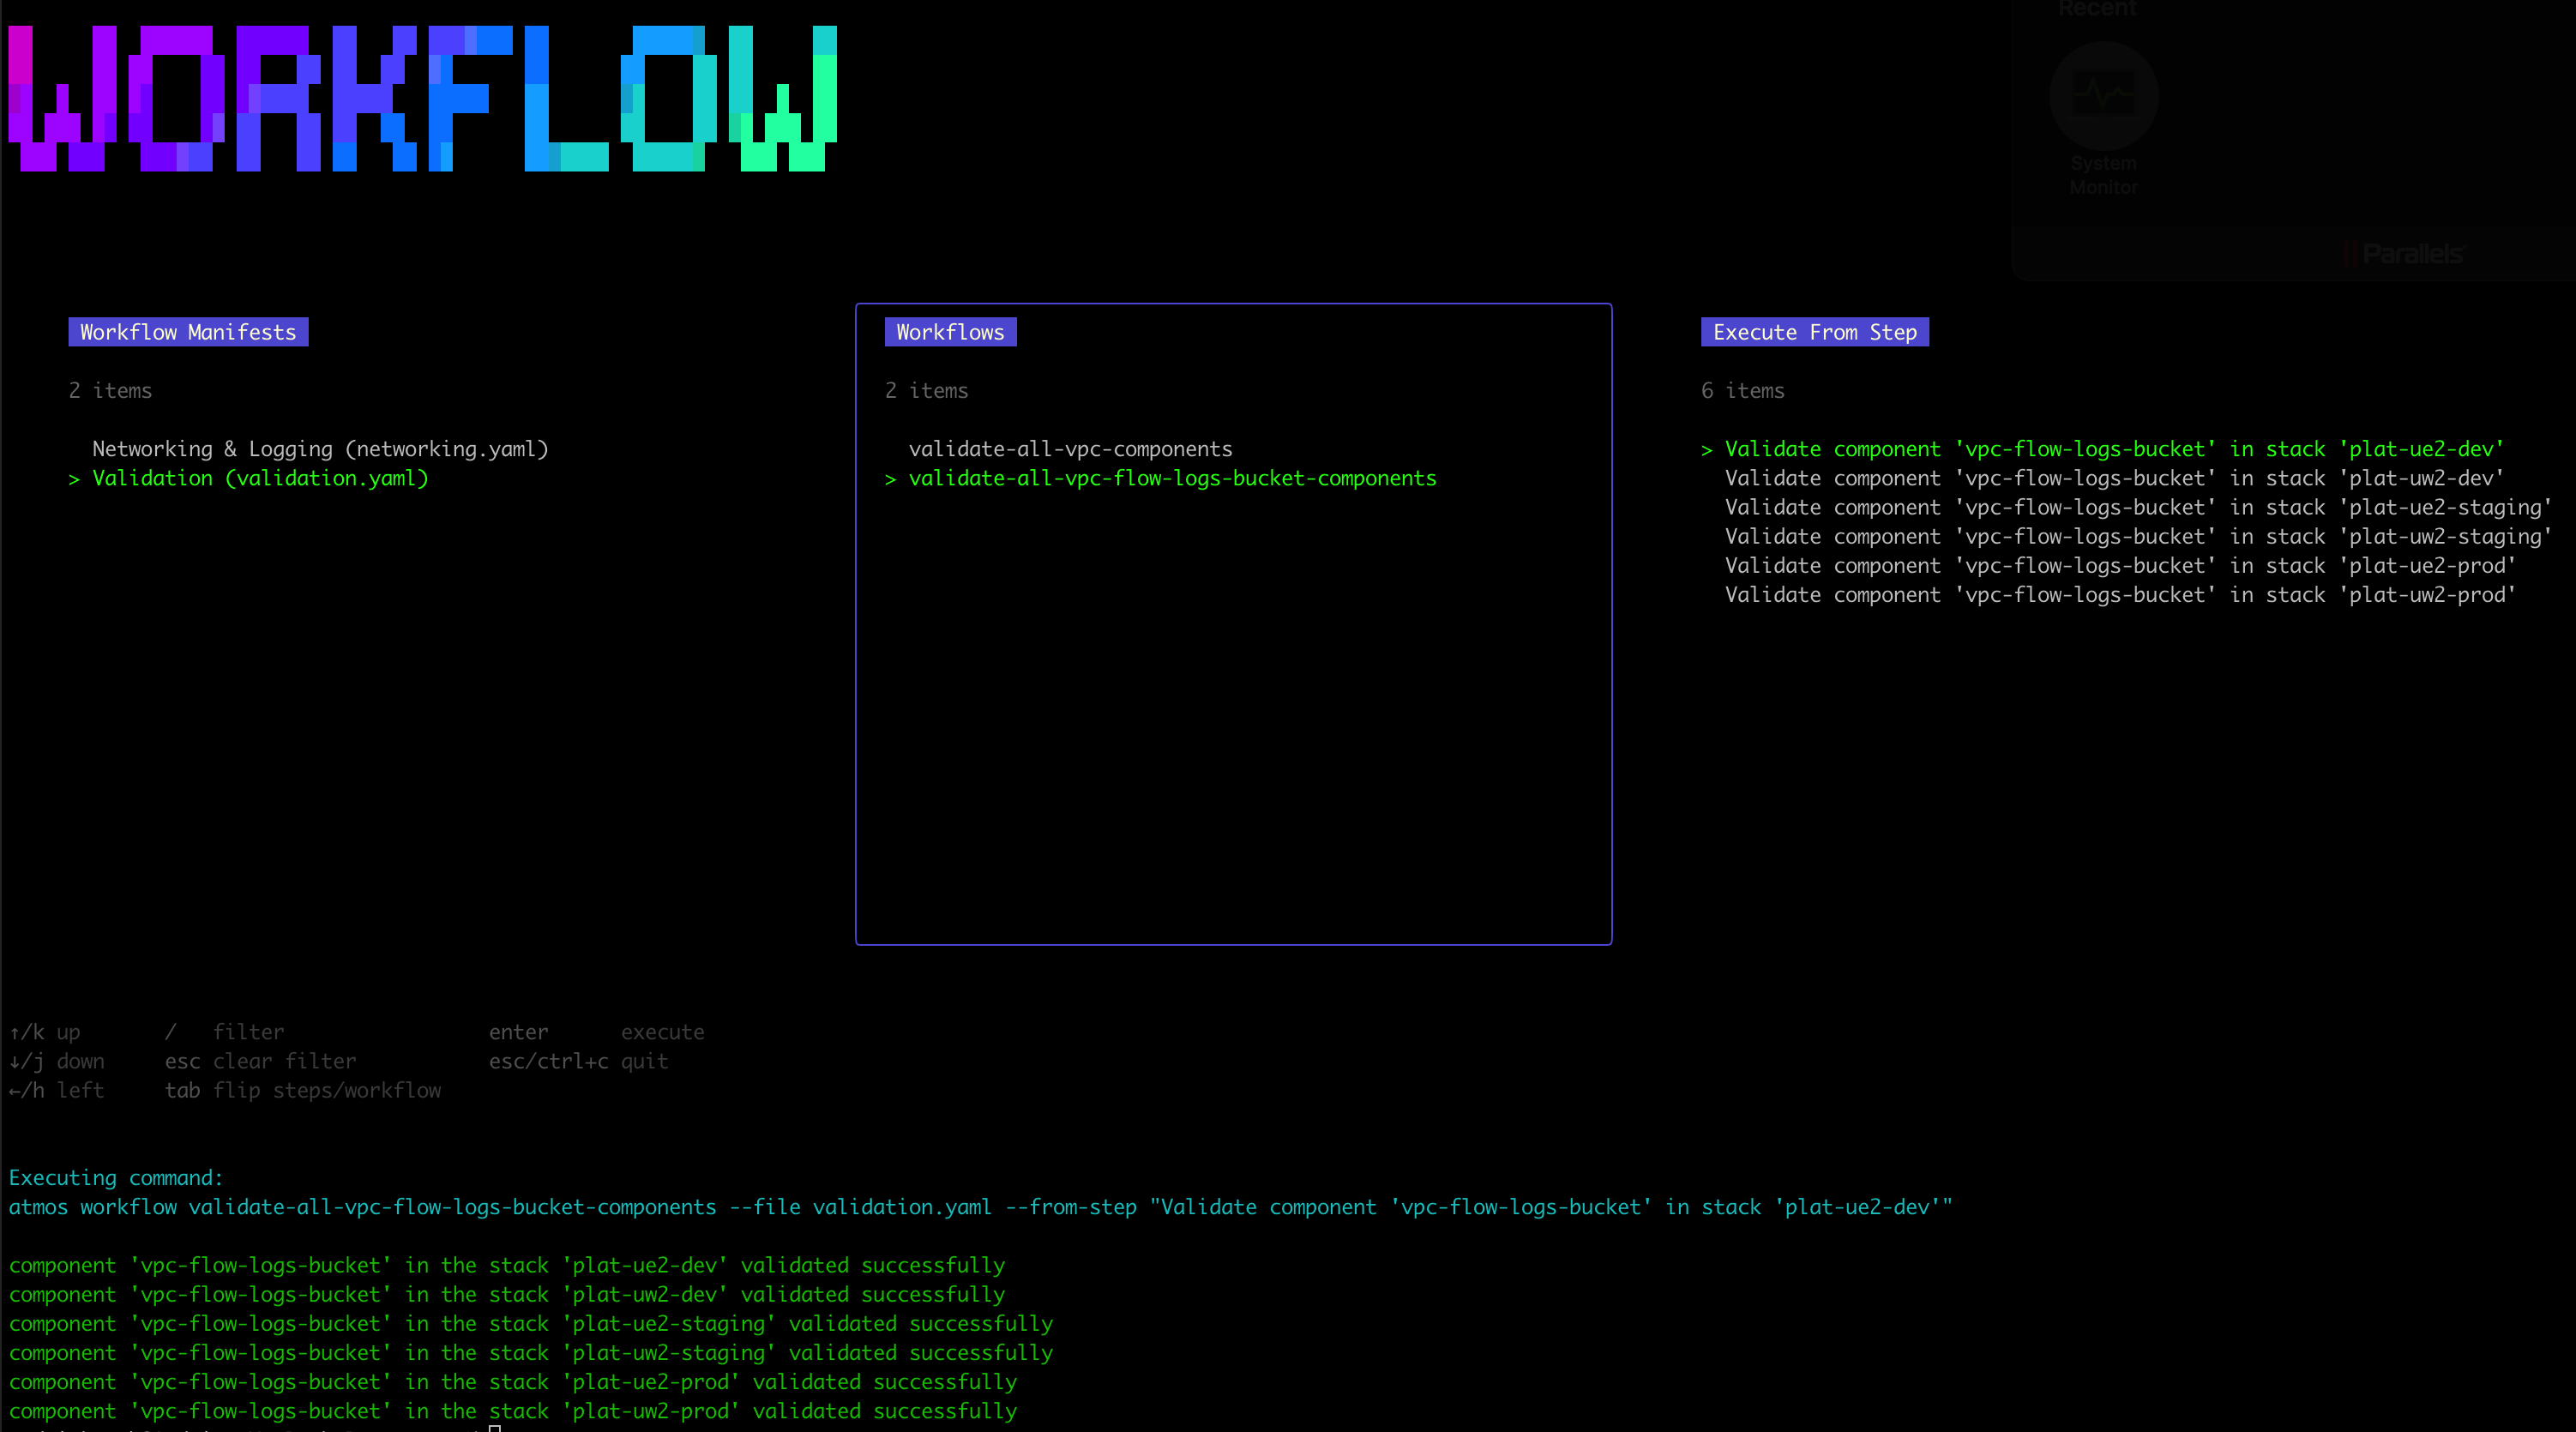 WORKFLOW
Recent
System
Monitor
Parallels
Workflow Manifests
2 items
Networking & Logging (networking.yaml)
> Validation (validation.yaml)
Workflows
2 items
validate-all-vpc-components
> validate-all-vpc-flow-logs-bucket-components
Execute From Step
6 items
> Validate component 'vpc-flow-logs-bucket' in stack 'plat-ue2-dev'
Validate component 'vpc-flow-logs-bucket' in stack 'plat-uw2-dev'
Validate component 'vpc-flow-logs-bucket' in stack 'plat-ue2-staging'
Validate component 'vpc-flow-logs-bucket' in stack 'plat-uw2-staging'
Validate component 'vpc-flow-logs-bucket' in stack 'plat-ue2-prod'
Validate component 'vpc-flow-logs-bucket' in stack 'plat-uw2-prod'
↑/k up / filter enter execute
↓/j down esc clear filter esc/ctrl+c quit
←/h left tab flip steps/workflow
Executing command:
atmos workflow validate-all-vpc-flow-logs-bucket-components --file validation.yaml --from-step "Validate component 'vpc-flow-logs-bucket' in stack 'plat-ue2-dev'"
component 'vpc-flow-logs-bucket' in the stack 'plat-ue2-dev' validated successfully
component 'vpc-flow-logs-bucket' in the stack 'plat-uw2-dev' validated successfully
component 'vpc-flow-logs-bucket' in the stack 'plat-ue2-staging' validated successfully
component 'vpc-flow-logs-bucket' in the stack 'plat-uw2-staging' validated successfully
component 'vpc-flow-logs-bucket' in the stack 'plat-ue2-prod' validated successfully
component 'vpc-flow-logs-bucket' in the stack 'plat-uw2-prod' validated successfully